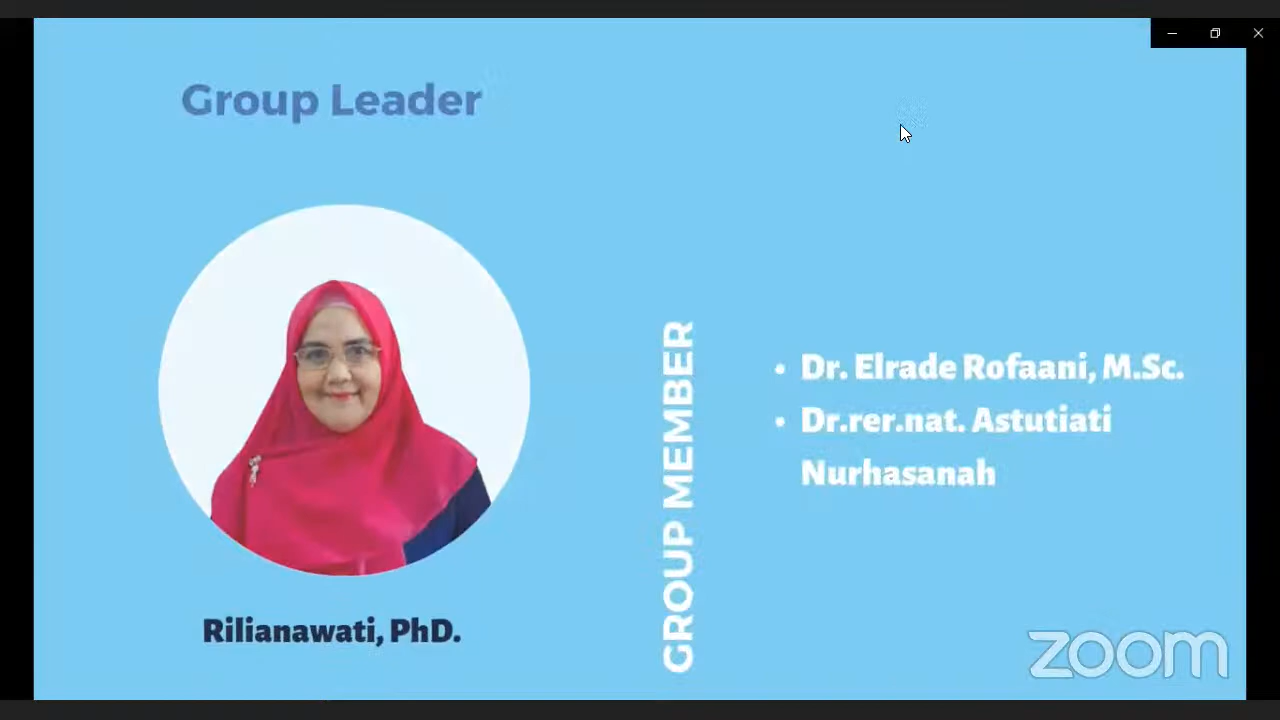 Group Leader
Rilianawati, PhD.
GROUP MEMBER
• Dr. Elrade Rofaani, M.Sc.
• Dr.rer.nat. Astutiati
Nurhasanah
zoom